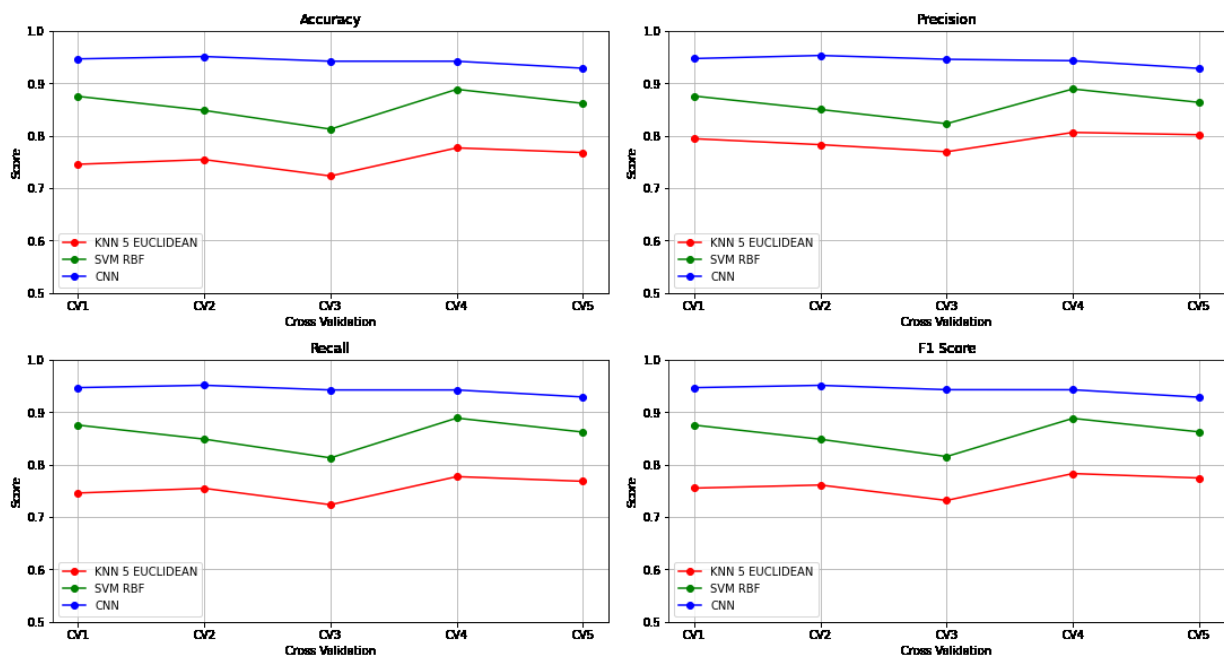 Accuracy
1.0
0.9
0.8
0.7
0.6
0.5
Score
KNN 5 EUCLIDEAN
SVM RBF
CNN
CV1 CV2 CV3 CV4 CV5
Cross Validation
Precision
1.0
0.9
0.8
0.7
0.6
0.5
Score
KNN 5 EUCLIDEAN
SVM RBF
CNN
CV1 CV2 CV3 CV4 CV5
Cross Validation
Recall
1.0
0.9
0.8
0.7
0.6
0.5
Score
KNN 5 EUCLIDEAN
SVM RBF
CNN
CV1 CV2 CV3 CV4 CV5
Cross Validation
F1 Score
1.0
0.9
0.8
0.7
0.6
0.5
Score
KNN 5 EUCLIDEAN
SVM RBF
CNN
CV1 CV2 CV3 CV4 CV5
Cross Validation